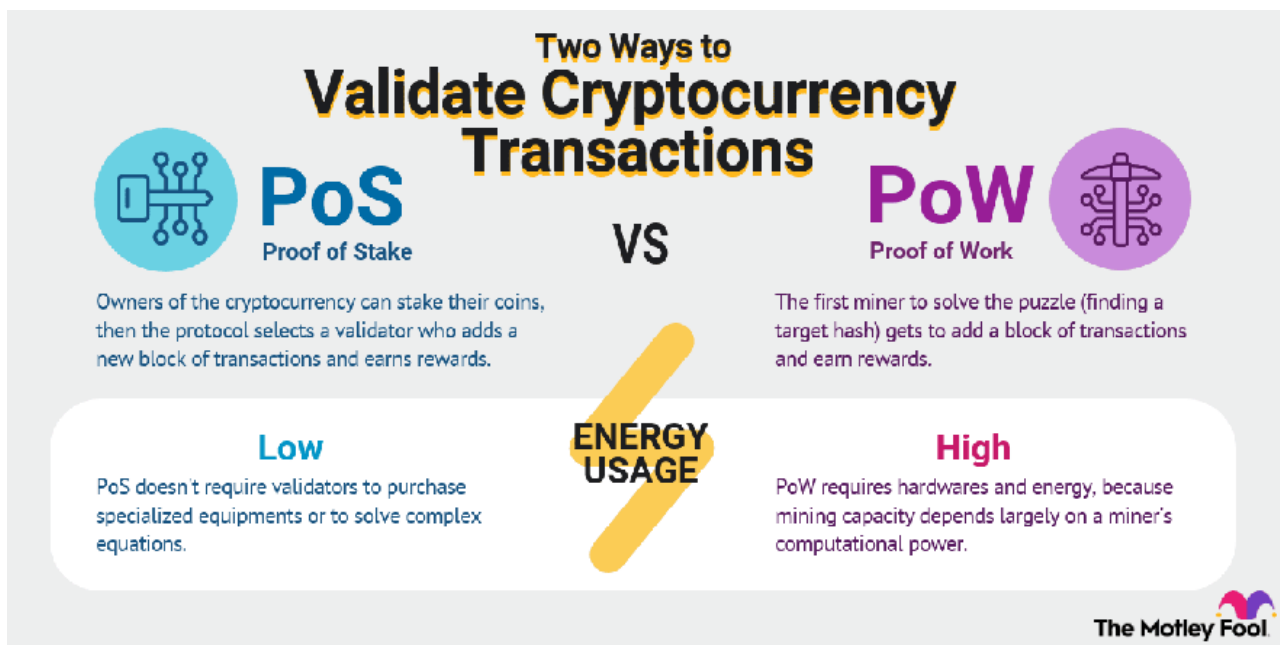 Two Ways to
Validate Cryptocurrency
Transactions
PoS
Proof of Stake
VS
PoW
Proof of Work
Owners of the cryptocurrency can stake their coins,
then the protocol selects a validator who adds a
new block of transactions and earns rewards.
The first miner to solve the puzzle (finding a
target hash) gets to add a block of transactions
and earn rewards.
ENERGY
USAGE
Low
PoS doesn't require validators to purchase
specialized equipments or to solve complex
equations.
High
PoW requires hardwares and energy, because
mining capacity depends largely on a miner's
computational power.
The Motley Fool.